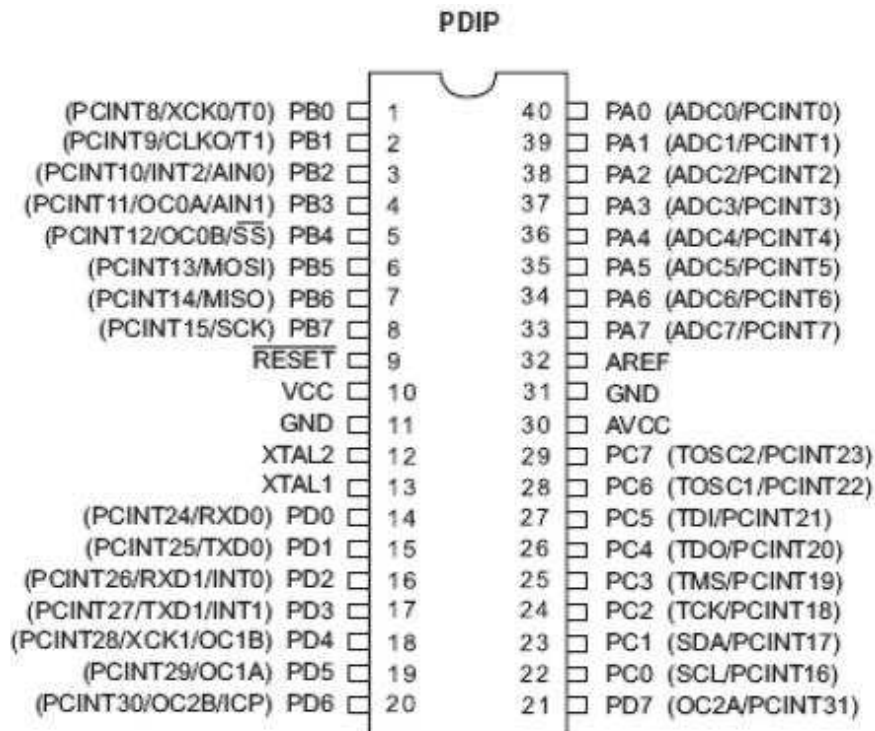 PDIP
(PCINT8/XCK0/T0) PB0 1 40 PA0 (ADC0/PCINT0)
(PCINT9/CLKO/T1) PB1 2 39 PA1 (ADC1/PCINT1)
(PCINT10/INT2/AIN0) PB2 3 38 PA2 (ADC2/PCINT2)
(PCINT11/OC0A/AIN1) PB3 4 37 PA3 (ADC3/PCINT3)
(PCINT12/OC0B/S̅S̅) PB4 5 36 PA4 (ADC4/PCINT4)
(PCINT13/MOSI) PB5 6 35 PA5 (ADC5/PCINT5)
(PCINT14/MISO) PB6 7 34 PA6 (ADC6/PCINT6)
(PCINT15/SCK) PB7 8 33 PA7 (ADC7/PCINT7)
R̅E̅S̅E̅T̅ 9 32 AREF
VCC 10 31 GND
GND 11 30 AVCC
XTAL2 12 29 PC7 (TOSC2/PCINT23)
XTAL1 13 28 PC6 (TOSC1/PCINT22)
(PCINT24/RXD0) PD0 14 27 PC5 (TDI/PCINT21)
(PCINT25/TXD0) PD1 15 26 PC4 (TDO/PCINT20)
(PCINT26/RXD1/INT0) PD2 16 25 PC3 (TMS/PCINT19)
(PCINT27/TXD1/INT1) PD3 17 24 PC2 (TCK/PCINT18)
(PCINT28/XCK1/OC1B) PD4 18 23 PC1 (SDA/PCINT17)
(PCINT29/OC1A) PD5 19 22 PC0 (SCL/PCINT16)
(PCINT30/OC2B/ICP) PD6 20 21 PD7 (OC2A/PCINT31)